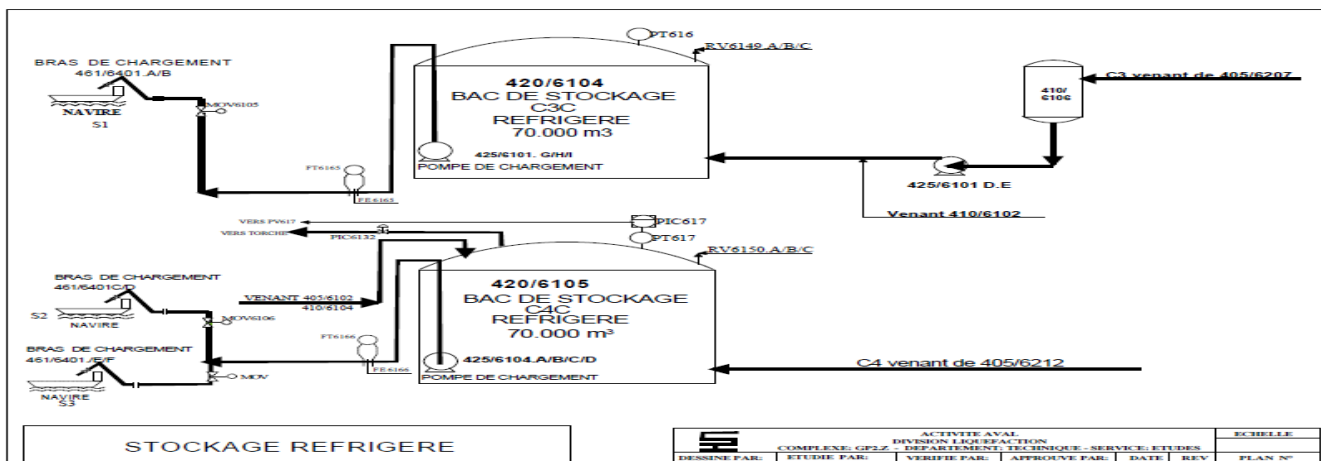 PT616
RV6149.A/B/C
BRAS DE CHARGEMENT
461/6401.A/B
MOV6105
NAVIRE
S1
420/6104
BAC DE STOCKAGE
C3C
REFRIGERE
70.000 m3
425/6101. G/H/I
POMPE DE CHARGEMENT
C3 venant de 405/6207
410/
6106
425/6101 D.E
Venant 410/6102
FT6165
FE6165
VERS PV617
VERS TORCHE
PIC6132
PIC617
PT617
RV6150.A/B/C
BRAS DE CHARGEMENT
461/6401C/D
S2
NAVIRE
MOV6106
VENANT 405/6102
410/6104
420/6105
BAC DE STOCKAGE
C4C
REFRIGERE
70.000 m³
425/6104.A/B/C/D
POMPE DE CHARGEMENT
FT6166
FE6166
BRAS DE CHARGEMENT
461/6401./E/F
MOV
NAVIRE
S3
C4 venant de 405/6212
STOCKAGE REFRIGERE
ACTIVITE AVAL
DIVISION LIQUEFACTION
COMPLEXE: GP2.Z - DEPARTEMENT: TECHNIQUE - SERVICE: ETUDES
ECHELLE
DESSINE PAR: ETUDIE PAR: VERIFIE PAR: APPROUVE PAR: DATE REV PLAN N°